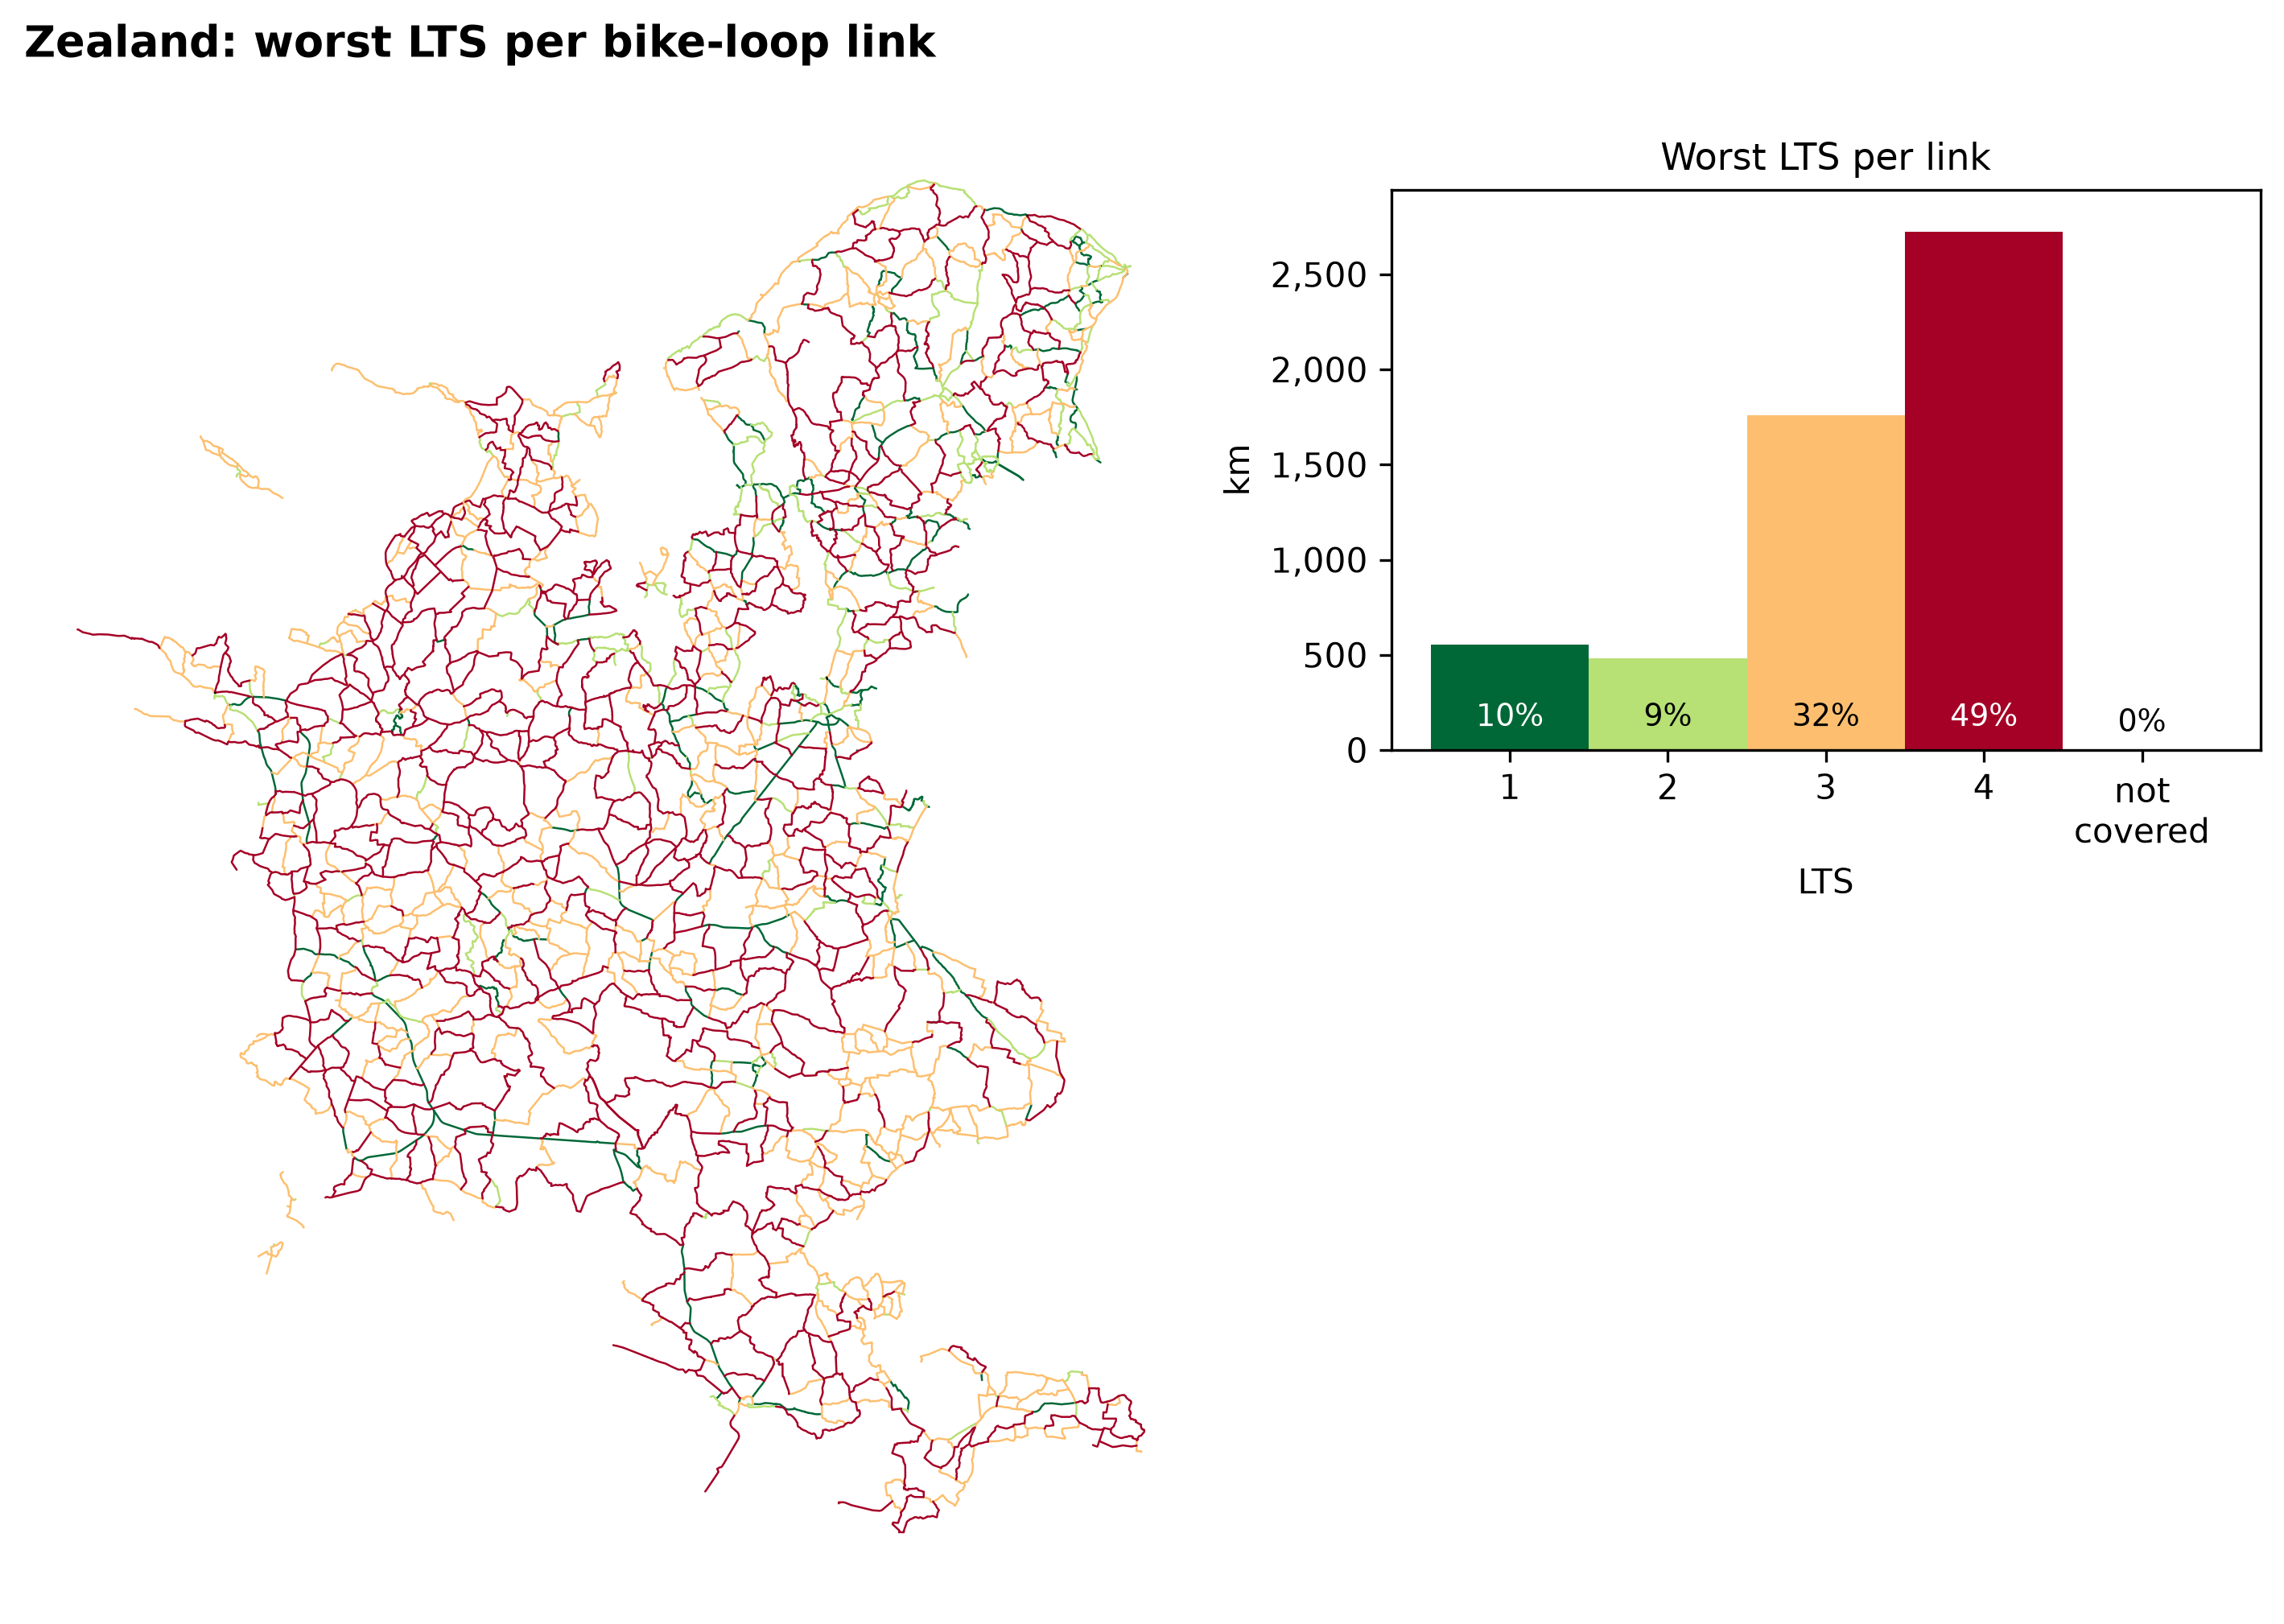 Zealand: worst LTS per bike-loop link
Worst LTS per link
km
2,500
2,000
1,500
1,000
500
0
10%
9%
32%
49%
0%
1
2
3
4
not
covered
LTS